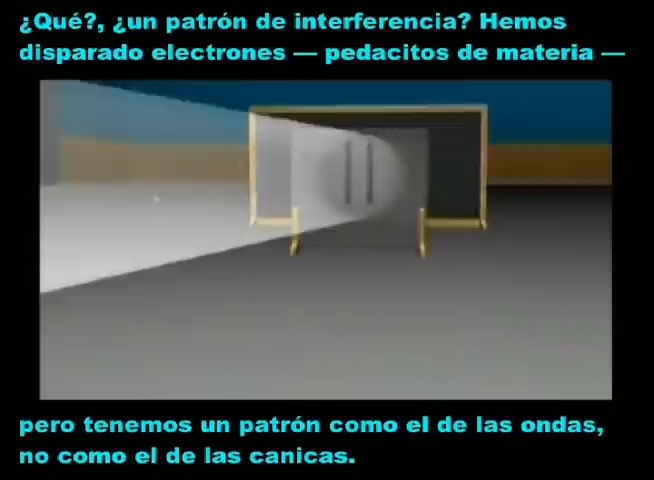 ¿Qué?, ¿un patrón de interferencia? Hemos
disparado electrones — pedacitos de materia —
pero tenemos un patrón como el de las ondas,
no como el de las canicas.